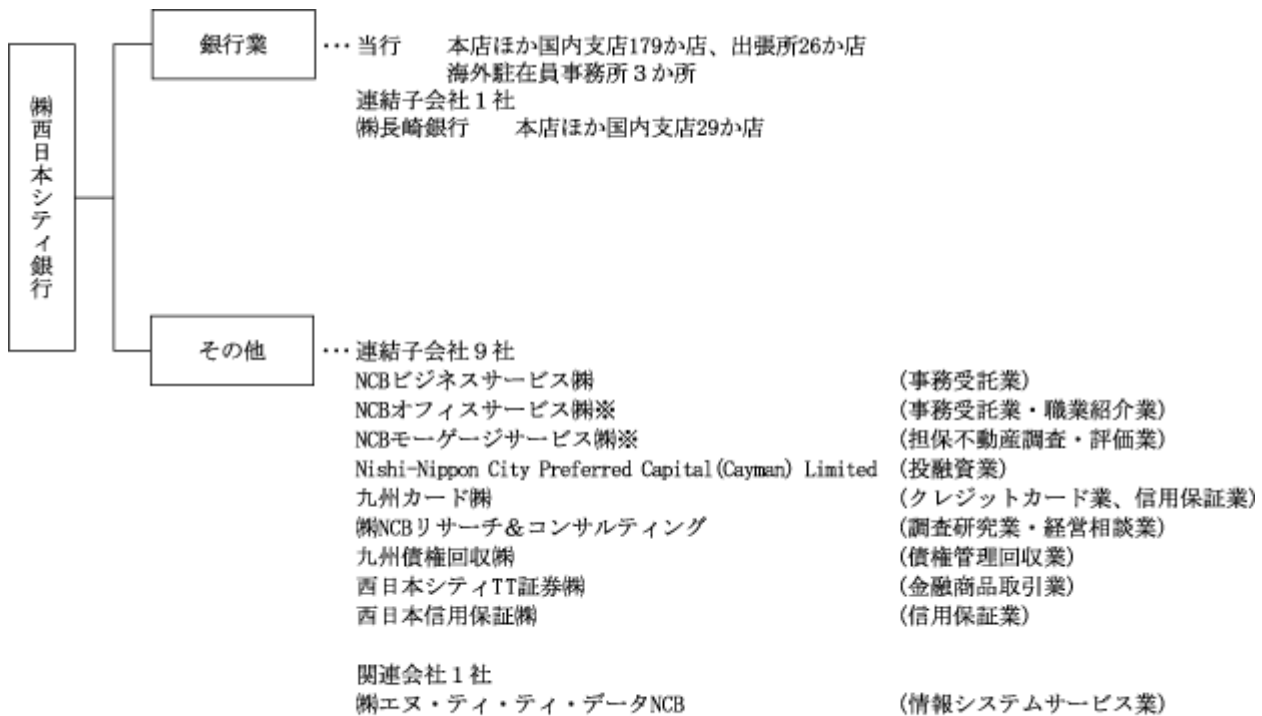 ㈱西日本シティ銀行
銀行業 … 当行 本店ほか国内支店179か店、出張所26か店
海外駐在員事務所３か所
連結子会社１社
㈱長崎銀行 本店ほか国内支店29か店
その他 … 連結子会社９社
NCBビジネスサービス㈱ (事務受託業)
NCBオフィスサービス㈱※ (事務受託業・職業紹介業)
NCBモーゲージサービス㈱※ (担保不動産調査・評価業)
Nishi-Nippon City Preferred Capital(Cayman) Limited (投融資業)
九州カード㈱ (クレジットカード業、信用保証業)
㈱NCBリサーチ＆コンサルティング (調査研究業・経営相談業)
九州債権回収㈱ (債権管理回収業)
西日本シティTT証券㈱ (金融商品取引業)
西日本信用保証㈱ (信用保証業)
関連会社１社
㈱エヌ・ティ・ティ・データNCB (情報システムサービス業)